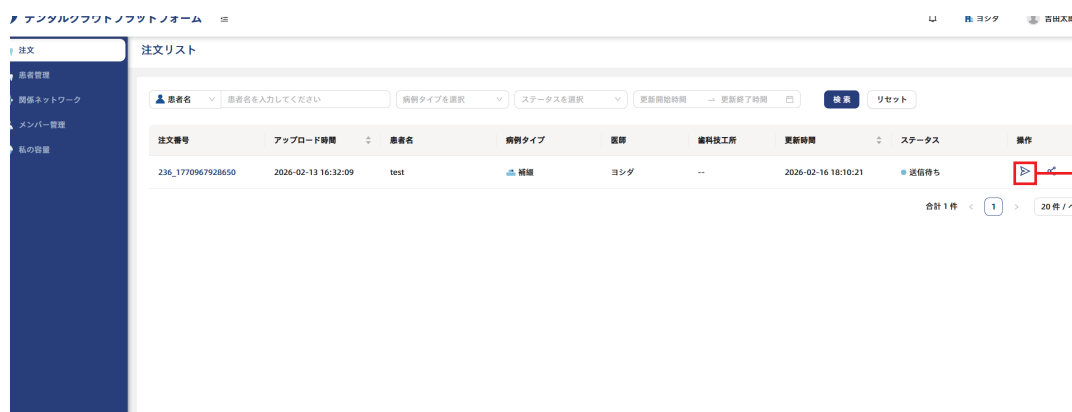 デンタルクラウドプラットフォーム
ヨシダ
吉田太郎
注文
注文リスト
患者管理
関係ネットワーク
メンバー管理
私の容量
患者名 患者名を入力してください 病例タイプを選択 ステータスを選択 更新開始時間 → 更新終了時間 検索 リセット
注文番号 アップロード時間 患者名 病例タイプ 医師 歯科技工所 更新時間 ステータス 操作
236_1770967928650 2026-02-13 16:32:09 test 補綴 ヨシダ -- 2026-02-16 18:10:21 送信待ち
合計 1 件 < 1 > 20 件 /